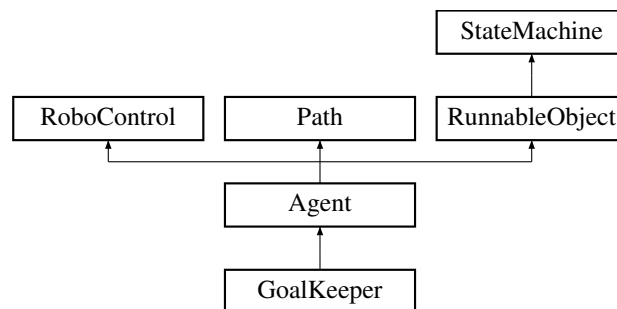 StateMachine
RoboControl
Path
RunnableObject
Agent
GoalKeeper